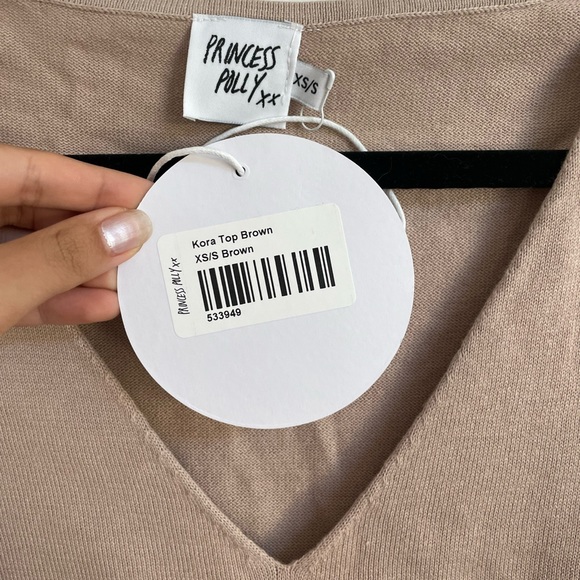 PRINCESS
POLLY xx
XS/S
Kora Top Brown
XS/S Brown
533949
PRINCESS POLLY xx